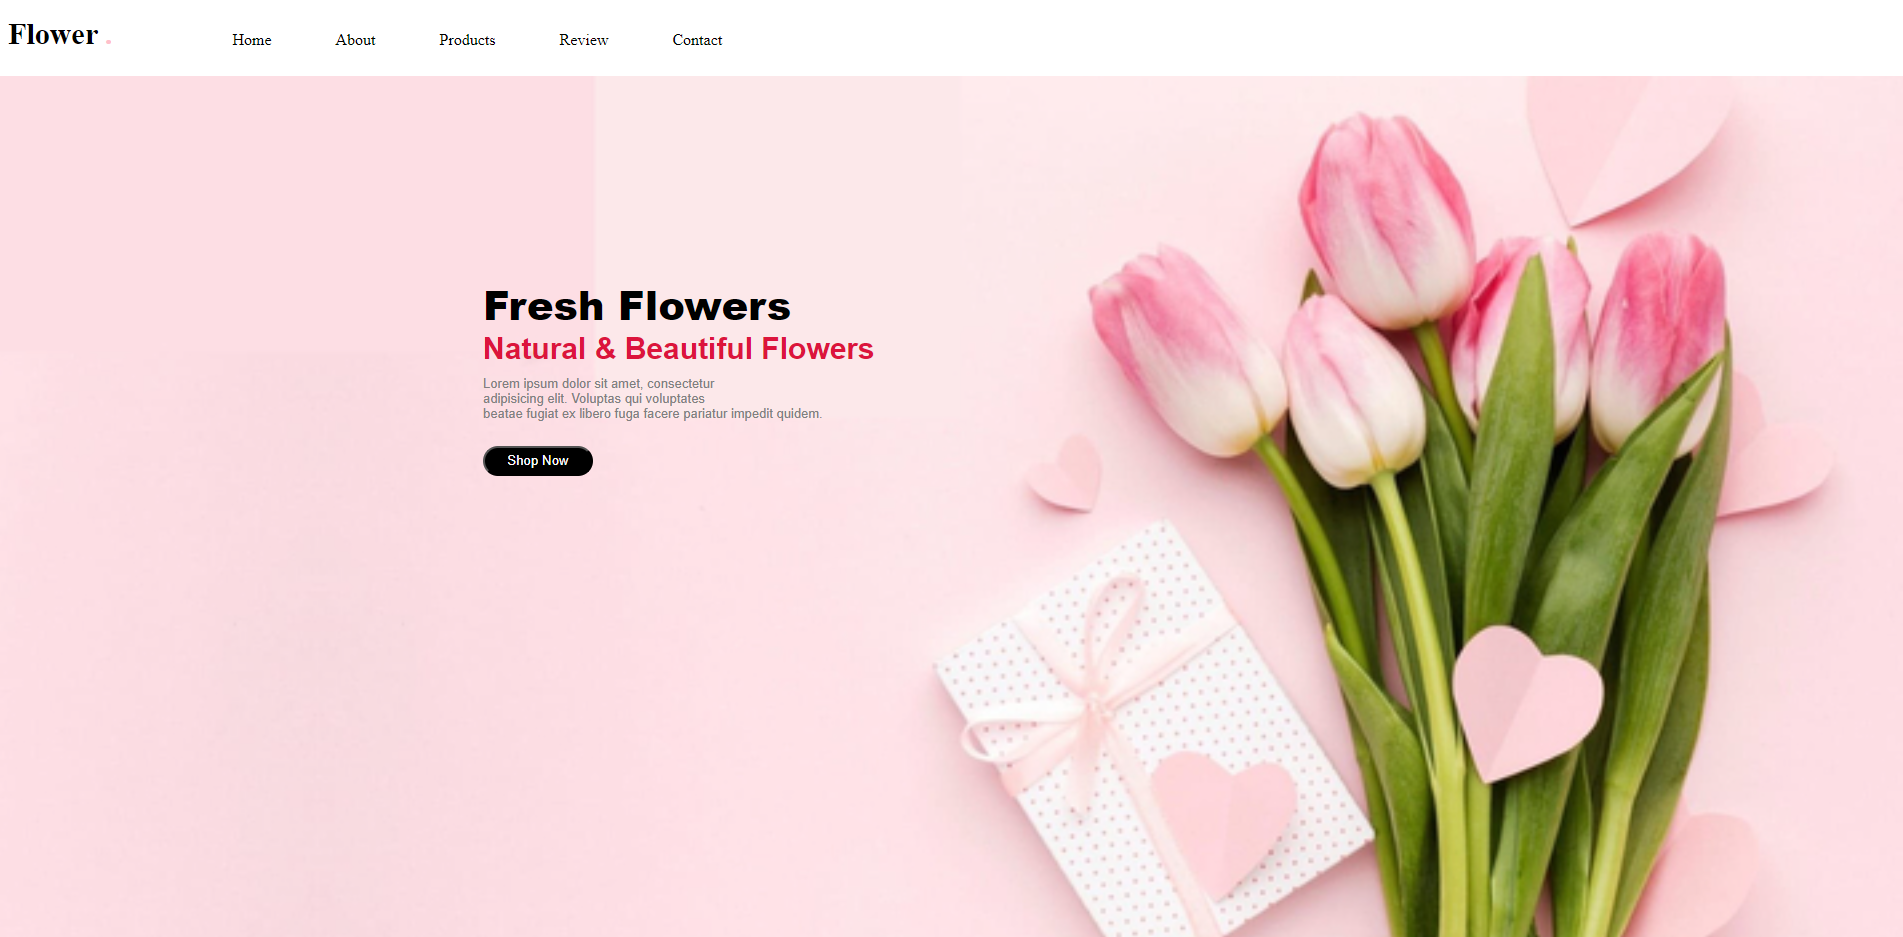 Flower .
Home About Products Review Contact
Fresh Flowers
Natural & Beautiful Flowers
Lorem ipsum dolor sit amet, consectetur
adipisicing elit. Voluptas qui voluptates
beatae fugiat ex libero fuga facere pariatur impedit quidem.
Shop Now